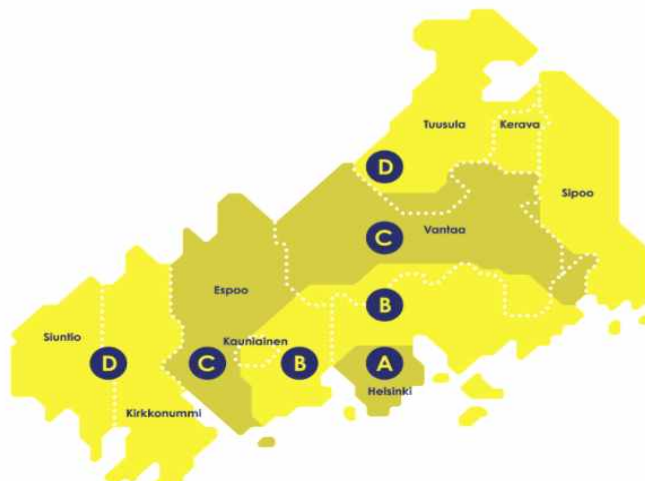 Tuusula
Kerava
D
Sipoo
C
Vantaa
Espoo
B
Siuntio
Kauniainen
D
C
B
A
Helsinki
Kirkkonummi